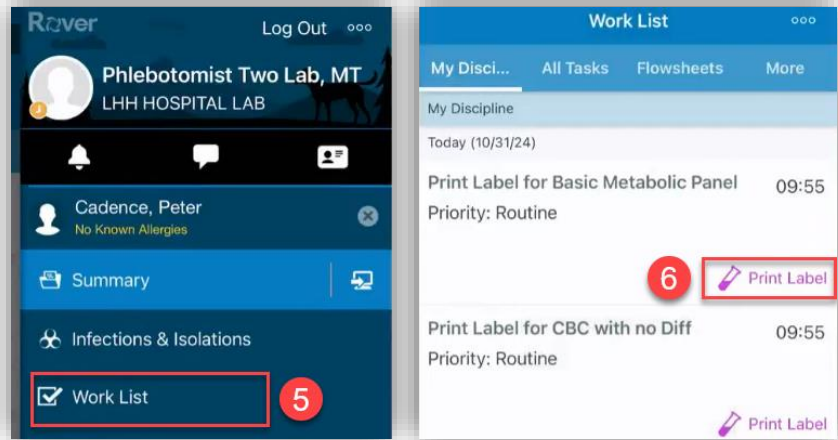 Rover
Log Out
Phlebotomist Two Lab, MT
LHH HOSPITAL LAB
Cadence, Peter
No Known Allergies
Summary
Infections & Isolations
Work List
5
Work List
My Disci...
All Tasks
Flowsheets
More
My Discipline
Today (10/31/24)
Print Label for Basic Metabolic Panel
09:55
Priority: Routine
6
Print Label
Print Label for CBC with no Diff
09:55
Priority: Routine
Print Label